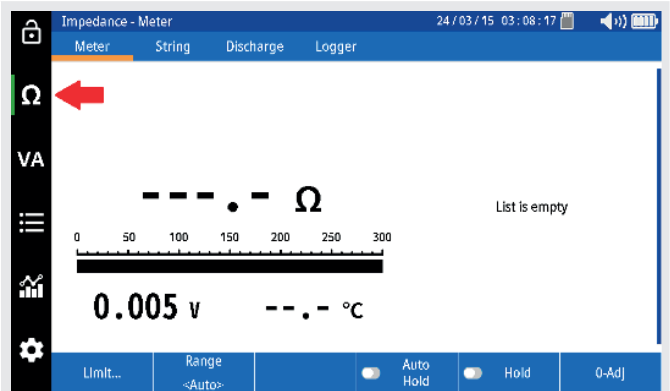 Impedance - Meter 24/03/15 03:08:17
Meter String Discharge Logger
Ω
VA
---.- Ω
List is empty
0 50 100 150 200 250 300
0.005 V --.- °C
Limit...
Range
<Auto>
Auto
Hold
Hold
0-Adj